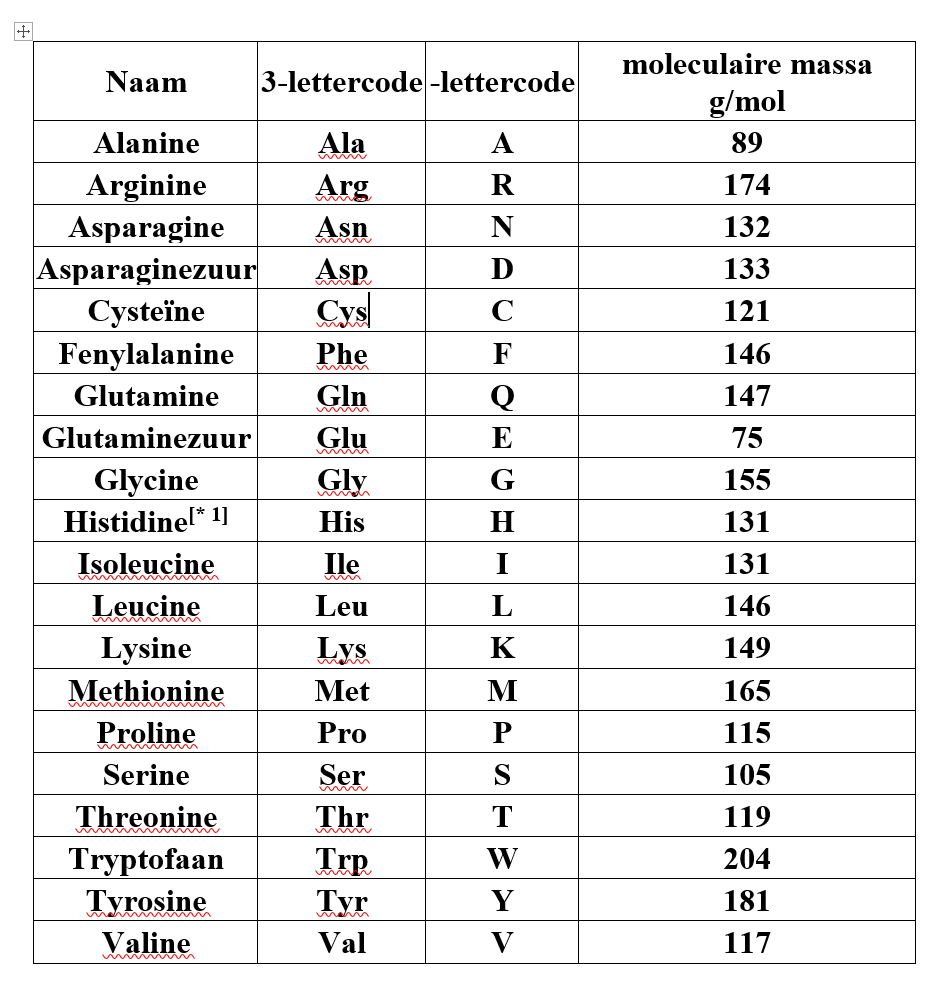 Naam 3-lettercode -lettercode moleculaire massa
g/mol
Alanine Ala A 89
Arginine Arg R 174
Asparagine Asn N 132
Asparaginezuur Asp D 133
Cysteïne Cys C 121
Fenylalanine Phe F 146
Glutamine Gln Q 147
Glutaminezuur Glu E 75
Glycine Gly G 155
Histidine[* 1] His H 131
Isoleucine Ile I 131
Leucine Leu L 146
Lysine Lys K 149
Methionine Met M 165
Proline Pro P 115
Serine Ser S 105
Threonine Thr T 119
Tryptofaan Trp W 204
Tyrosine Tyr Y 181
Valine Val V 117